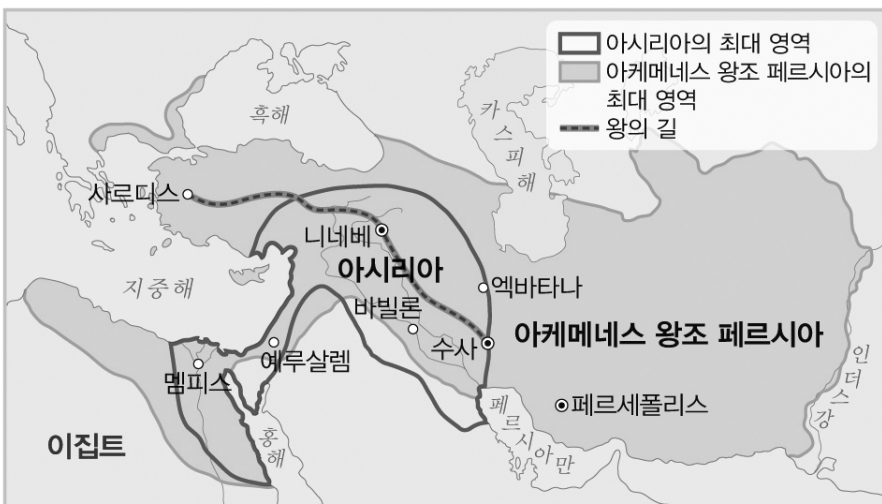 아시리아의 최대 영역
아케메네스 왕조 페르시아의
최대 영역
왕의 길
흑해
카스피해
사르디스
니네베
아시리아
지중해
엑바타나
바빌론
아케메네스 왕조 페르시아
수사
예루살렘
멤피스
인더스강
페르세폴리스
페르시아만
홍해
이집트